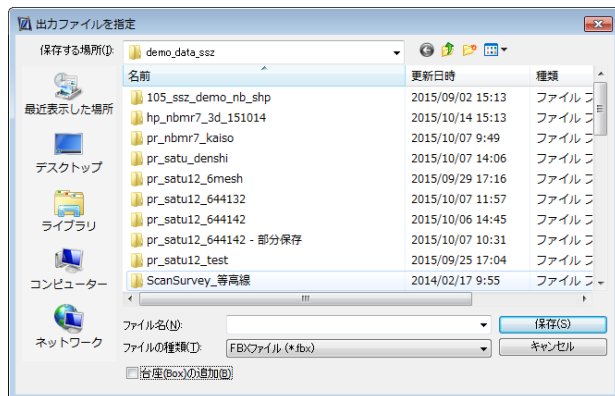 出力ファイルを指定
保存する場所(I): demo_data_ssz
最近表示した場所
デスクトップ
ライブラリ
コンピューター
ネットワーク
名前 更新日時 種類
105_ssz_demo_nb_shp 2015/09/02 15:13 ファイル フ
hp_nbmr7_3d_151014 2015/10/14 15:13 ファイル フ
pr_nbmr7_kaiso 2015/10/07 9:49 ファイル フ
pr_satu_denshi 2015/10/07 14:06 ファイル フ
pr_satu12_6mesh 2015/09/29 17:16 ファイル フ
pr_satu12_644132 2015/10/07 11:57 ファイル フ
pr_satu12_644142 2015/10/06 14:45 ファイル フ
pr_satu12_644142 - 部分保存 2015/10/07 10:31 ファイル フ
pr_satu12_test 2015/09/25 17:04 ファイル フ
ScanSurvey_等高線 2014/02/17 9:55 ファイル フ
ファイル名(N): 保存(S)
ファイルの種類(T): FBXファイル (*.fbx) キャンセル
台座(Box)の追加(B)